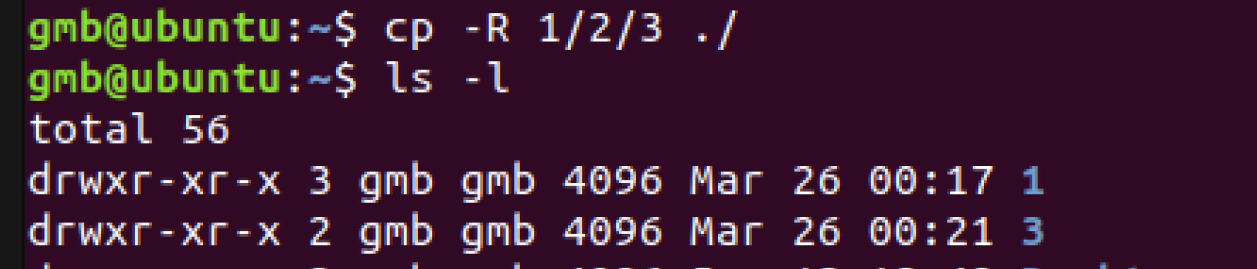 gmb@ubuntu:~$ cp -R 1/2/3 ./
gmb@ubuntu:~$ ls -l
total 56
drwxr-xr-x 3 gmb gmb 4096 Mar 26 00:17 1
drwxr-xr-x 2 gmb gmb 4096 Mar 26 00:21 3